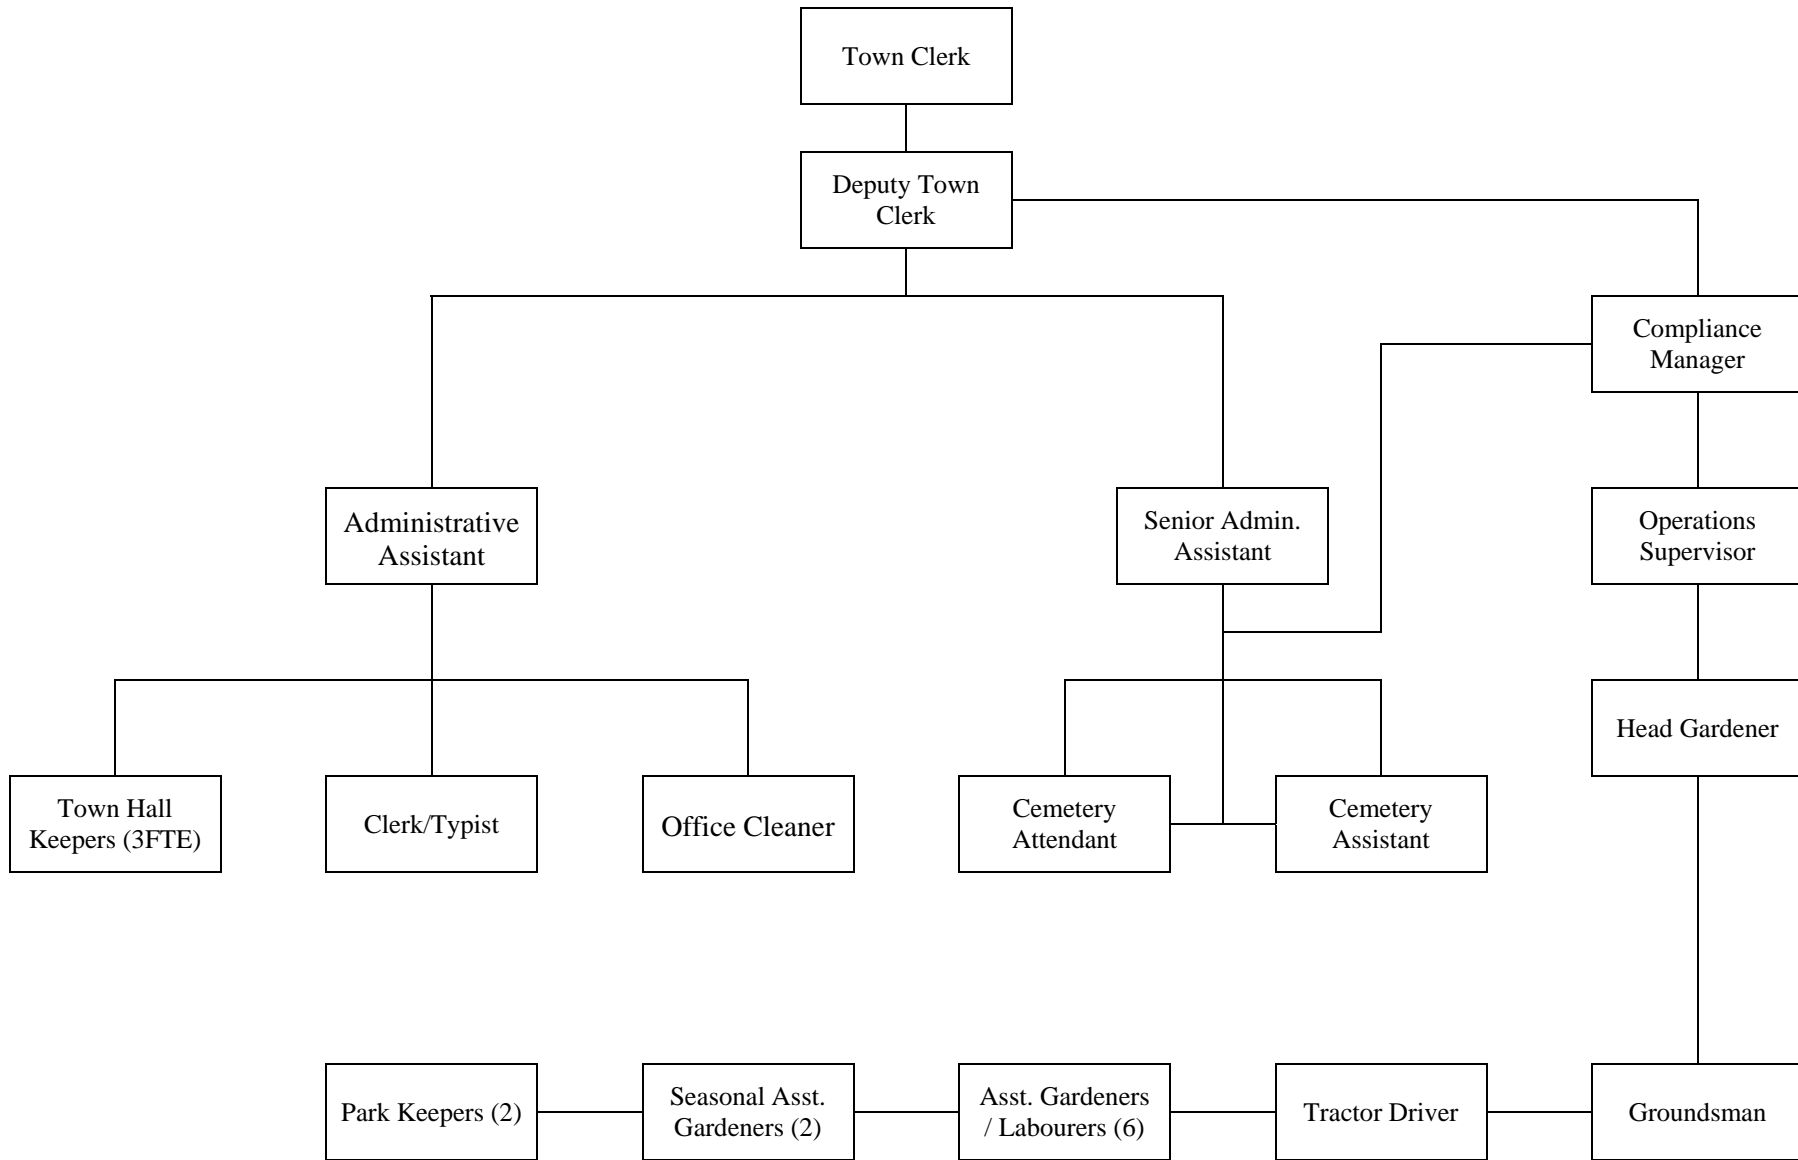 Town Clerk
Deputy Town
Clerk
Compliance
Manager
Administrative
Assistant
Senior Admin.
Assistant
Operations
Supervisor
Head Gardener
Town Hall
Keepers (3FTE)
Clerk/Typist
Office Cleaner
Cemetery
Attendant
Cemetery
Assistant
Park Keepers (2)
Seasonal Asst.
Gardeners (2)
Asst. Gardeners
/ Labourers (6)
Tractor Driver
Groundsman